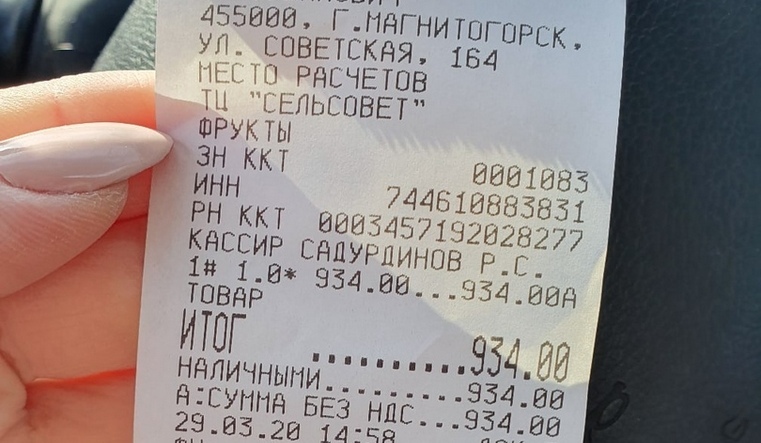 455000, Г.МАГНИТОГОРСК,
УЛ. СОВЕТСКАЯ, 164
МЕСТО РАСЧЕТОВ
ТЦ "СЕЛЬСОВЕТ"
ФРУКТЫ
ЗН ККТ 0001083
ИНН 744610883831
РН ККТ 0003457192028277
КАССИР САДУРДИНОВ Р.С.
1# 1.0* 934.00...934.00А
ТОВАР
ИТОГ ..........934.00
НАЛИЧНЫМИ.........934.00
А:СУММА БЕЗ НДС...934.00
29.03.20 14:58